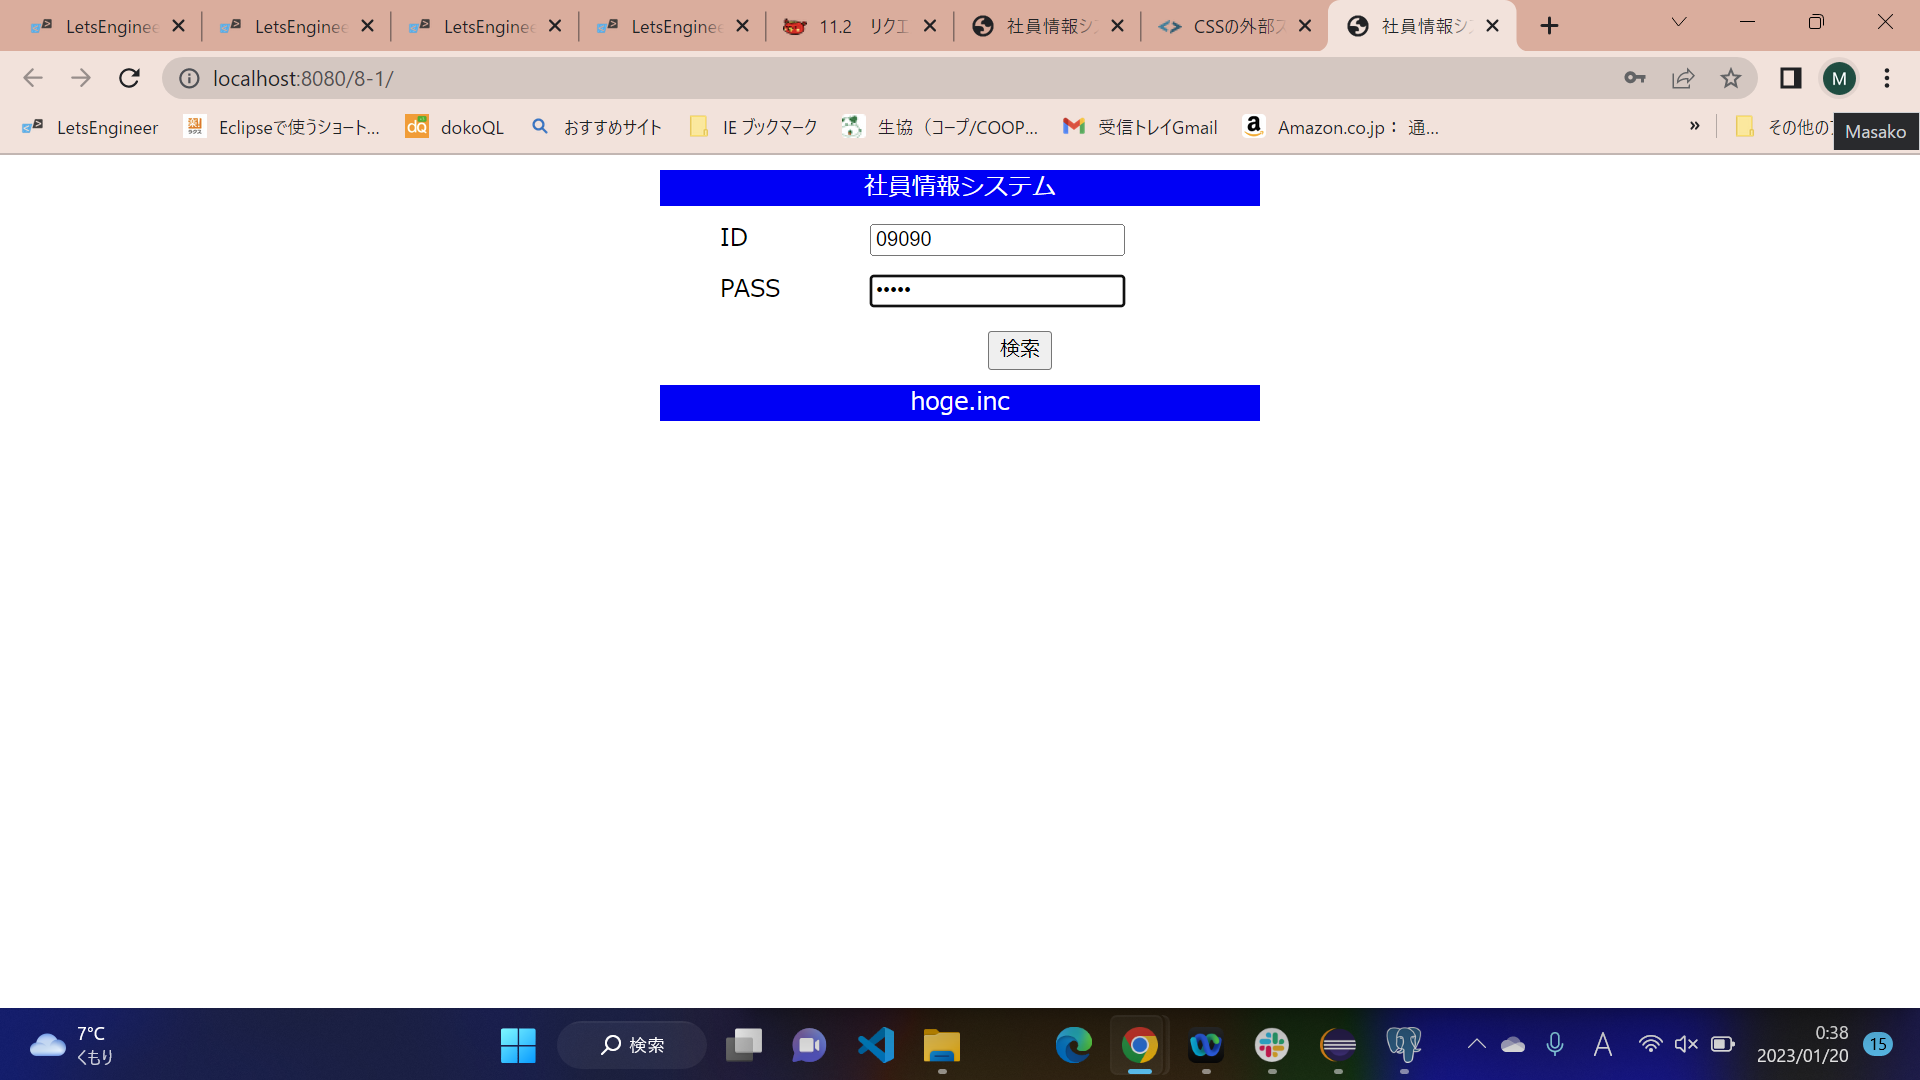 LetsEnginee
LetsEnginee
LetsEnginee
LetsEnginee
11.2 リクエ
社員情報シ
CSSの外部ス
社員情報シ
localhost:8080/8-1/
M
LetsEngineer
Eclipseで使うショート...
dokoQL
おすすめサイト
IE ブックマーク
生協（コープ/COOP...
受信トレイGmail
Amazon.co.jp： 通...
»
その他の
Masako
社員情報システム
ID
09090
PASS
•••••
検索
hoge.inc
7°C
くもり
検索
A
0:38
2023/01/20
15